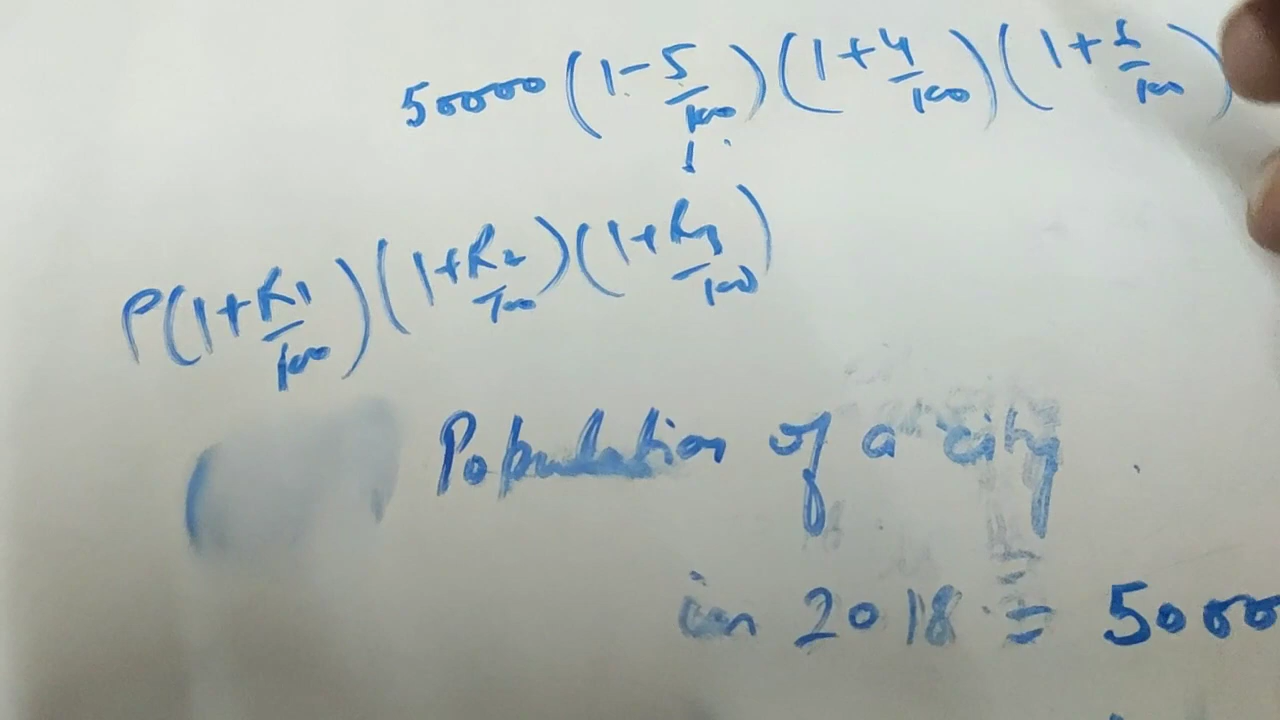 50000 (1 - 5/100) (1 + 4/100) (1 + 1/100)
P(1 + R1/100) (1 + R2/100) (1 + R3/100)
Population of a city
in 2018 = 50000